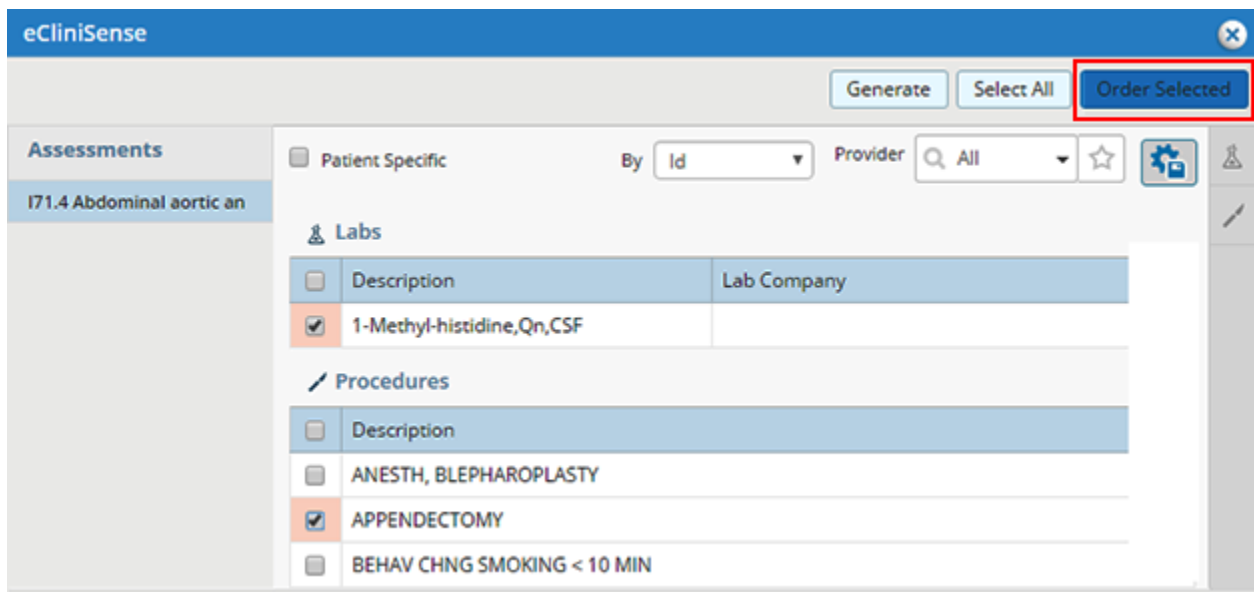 eCliniSense
Generate Select All Order Selected
Assessments
I71.4 Abdominal aortic an
Patient Specific By Id Provider All
Labs
Description Lab Company
1-Methyl-histidine,Qn,CSF
Procedures
Description
ANESTH, BLEPHAROPLASTY
APPENDECTOMY
BEHAV CHNG SMOKING < 10 MIN